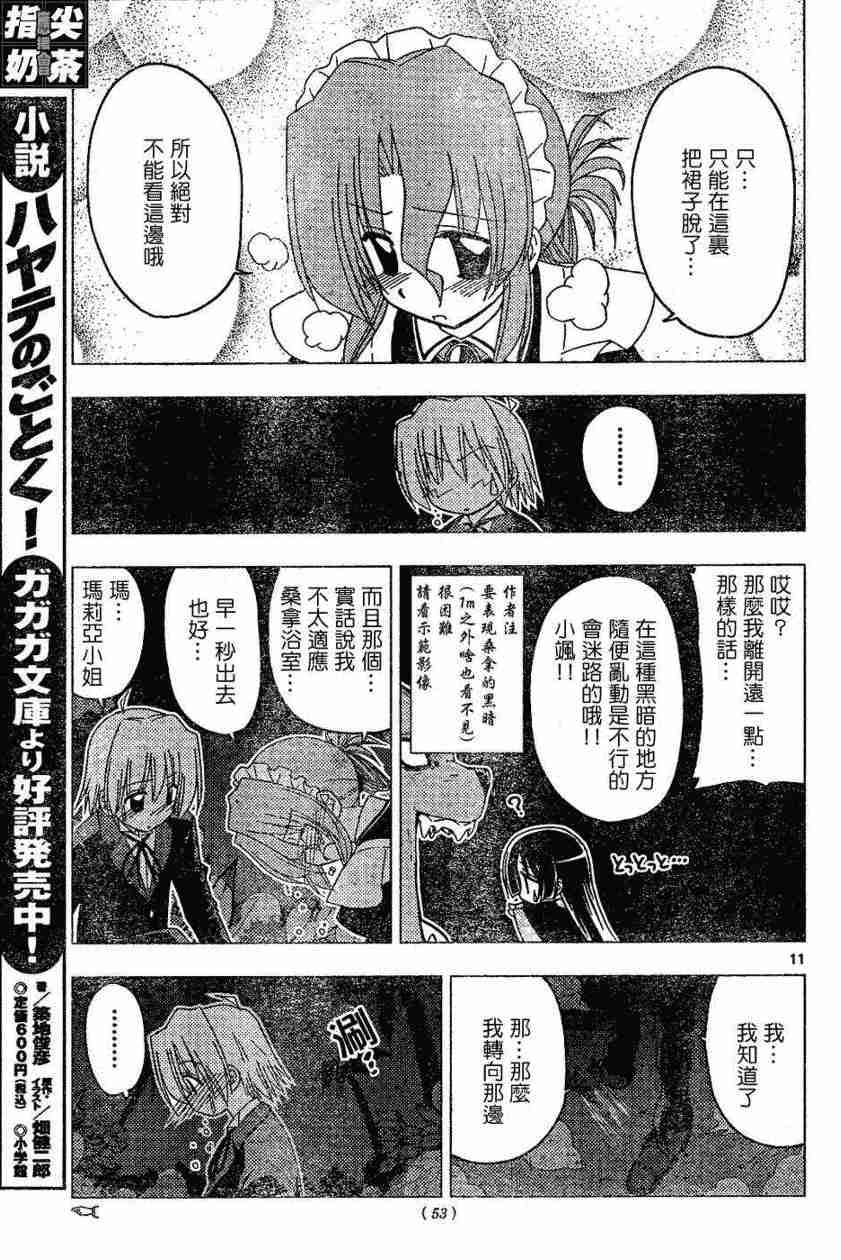 只…
只能在這裏
把裙子脫了…
所以絕對
不能看這邊哦
………
哎哎？
那麼我離開遠一點…
那樣的話…
在這種黑暗的地方
隨便亂動是不行的
會迷路的哦!!
小颯!!
作者注
要表現桑拿的黑暗
(1m之外啥也看不見)
很困難
請看示範影像
?
とっとっと…
而且那個…
實話說我
不太適應
桑拿浴室…
早一秒出去
也好…
瑪…
瑪莉亞小姐
11
我…
我知道了
那…那麼
我轉向那邊
涮…
………
(53)
指尖
奶茶
小説
ハヤテのごとく!
ガガガ文庫より好評発売中!
著／築地俊彦
原作・イラスト／畑健二郎
◎定価600円(税込)
◎小学館